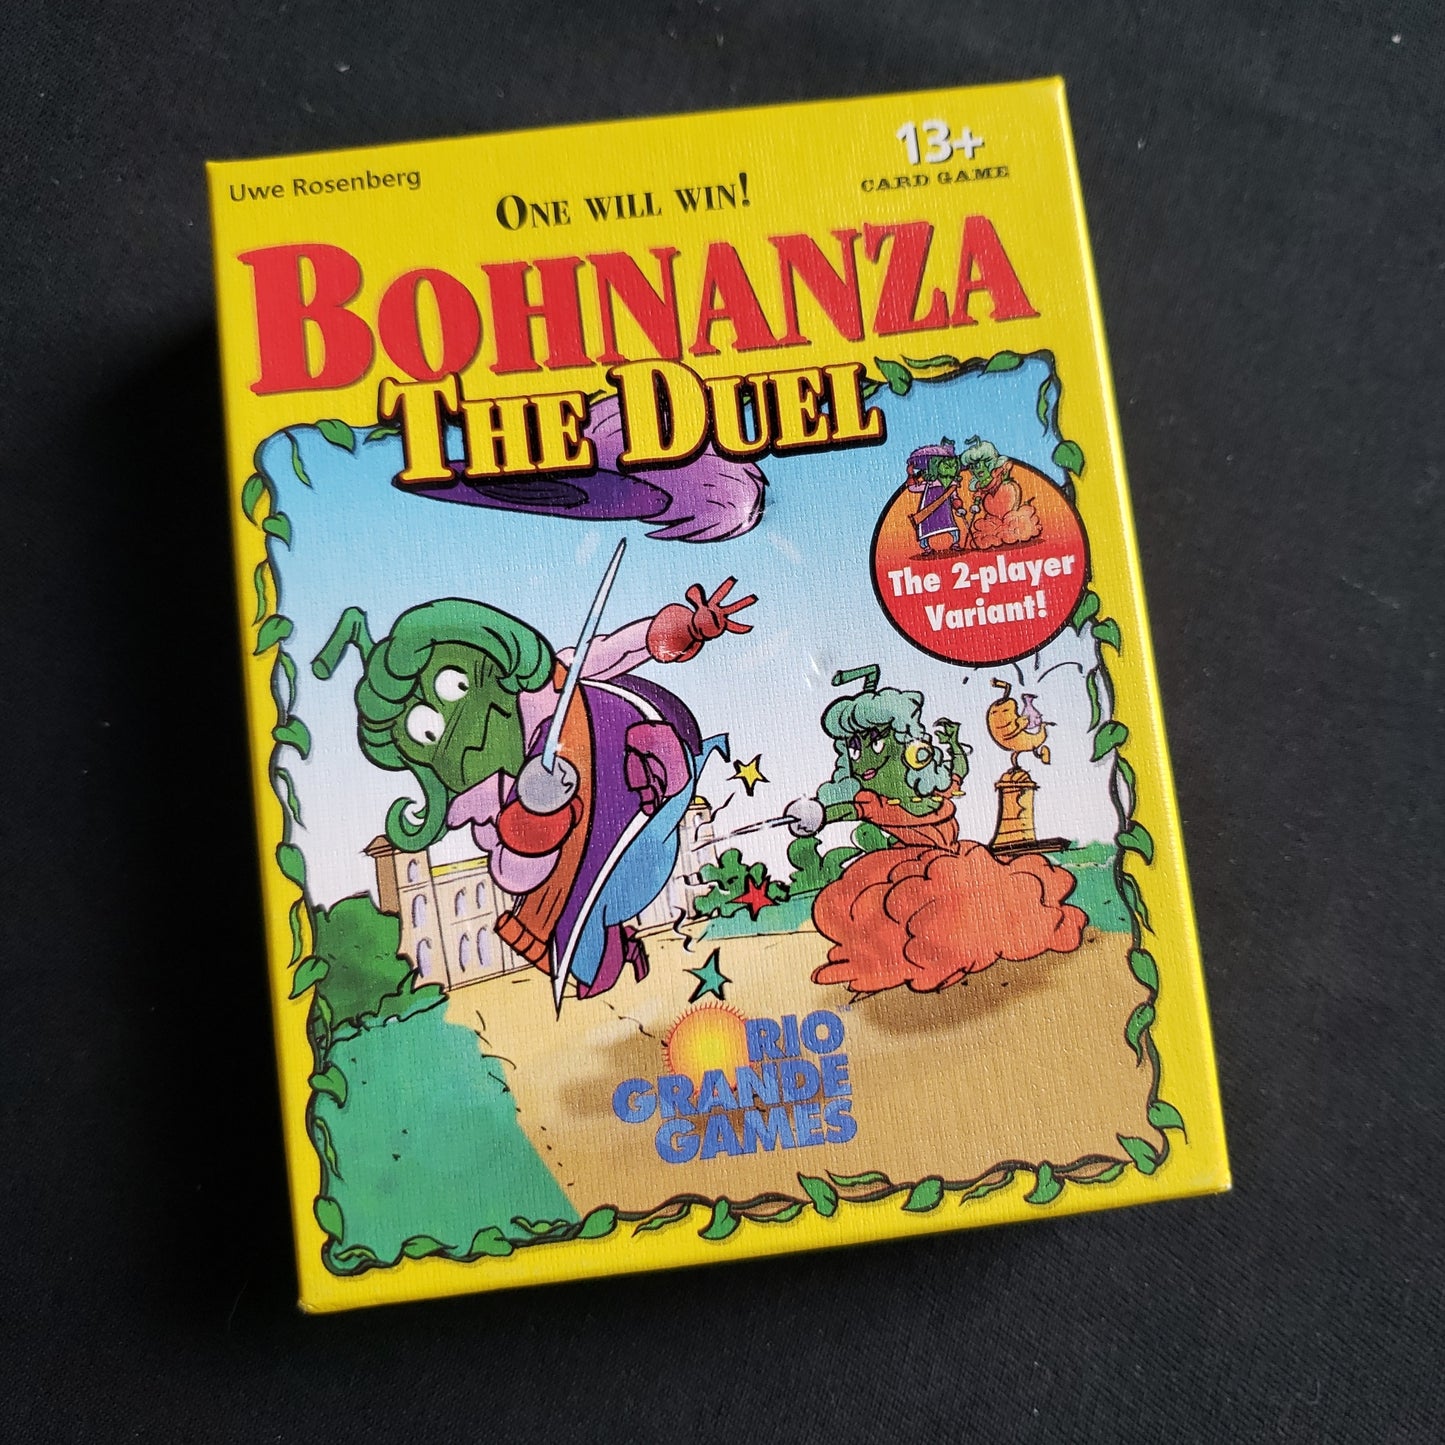 Uwe Rosenberg
ONE WILL WIN!
13+
CARD GAME
BOHNANZA
THE DUEL
The 2-player
Variant!
RIO
GRANDE
GAMES